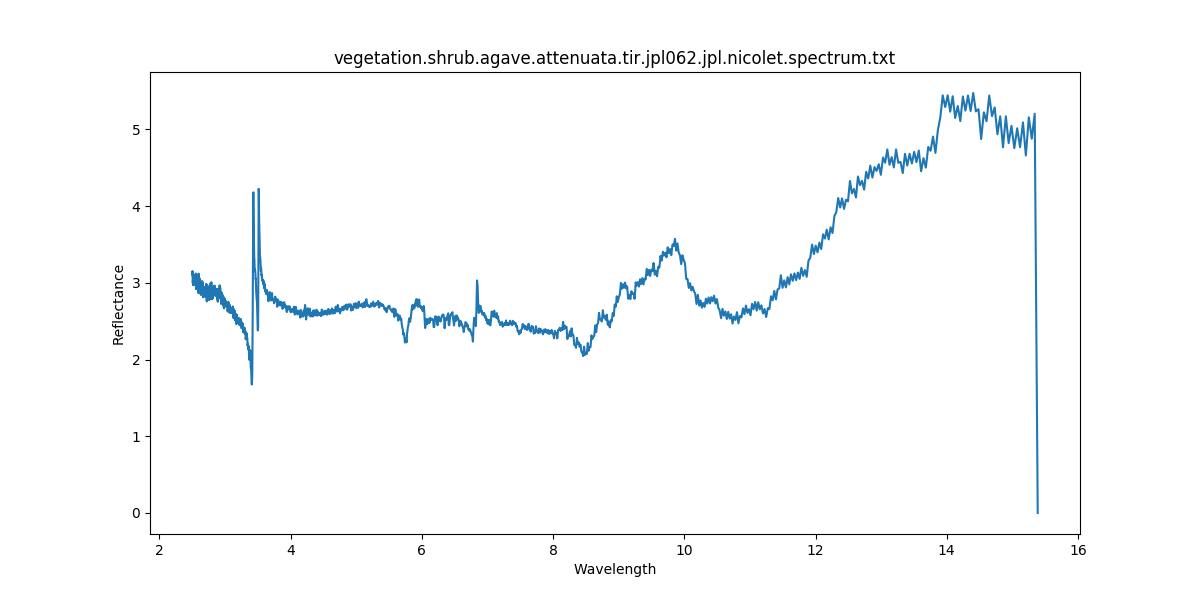 vegetation.shrub.agave.attenuata.tir.jpl062.jpl.nicolet.spectrum.txt
5
4
3
2
1
0
Reflectance
2 4 6 8 10 12 14 16
Wavelength